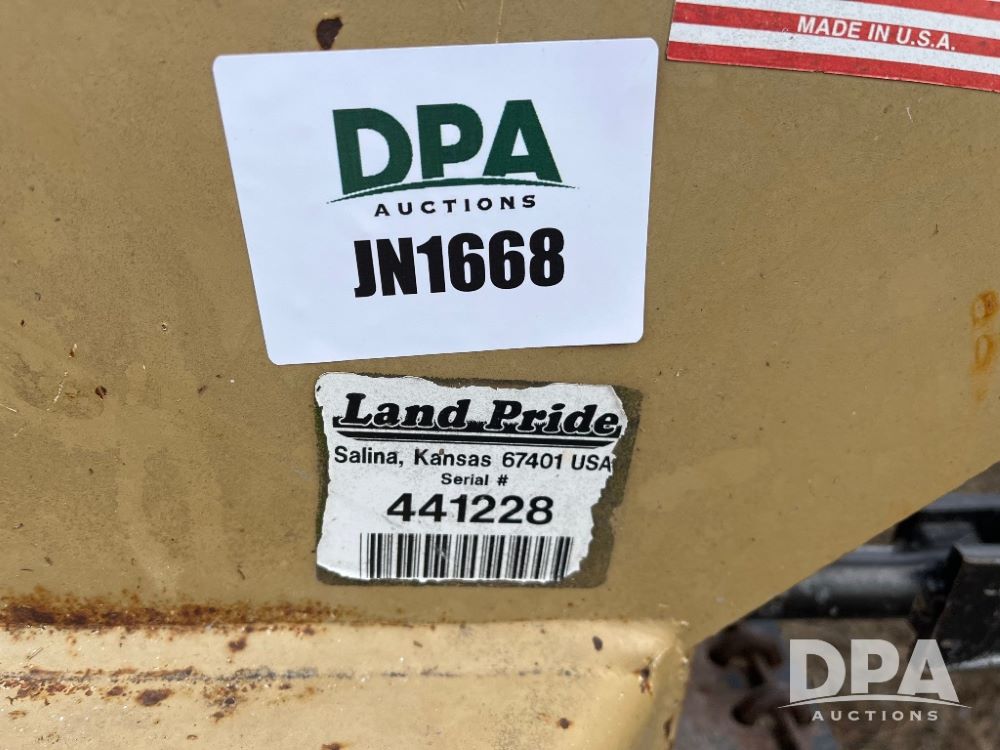 MADE IN U.S.A.
DPA
AUCTIONS
JN1668
Land Pride
Salina, Kansas 67401 USA
Serial #
441228
DPA
AUCTIONS